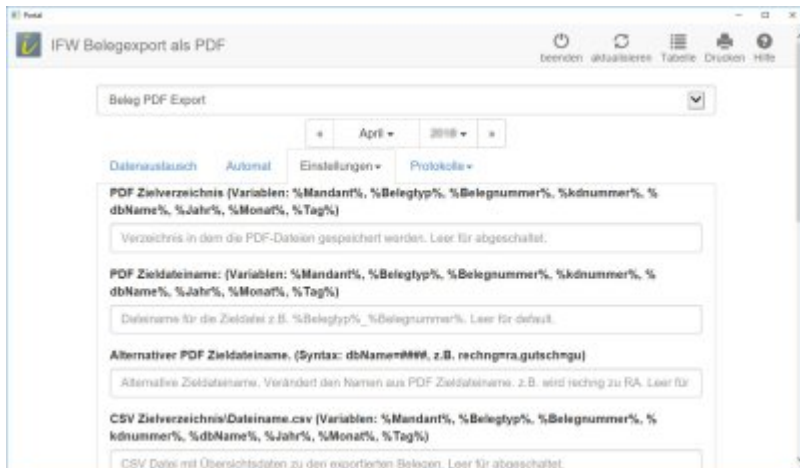 Portal
IFW Belegexport als PDF
beenden aktualisieren Tabelle Drucken Hilfe
Beleg PDF Export
« April 2018 »
Datenaustausch Automat Einstellungen Protokolle
PDF Zielverzeichnis (Variablen: %Mandant%, %Belegtyp%, %Belegnummer%, %kdnummer%, %
dbName%, %Jahr%, %Monat%, %Tag%)
Verzeichnis in dem die PDF-Dateien gespeichert werden. Leer für abgeschaltet.
PDF Zieldateiname: (Variablen: %Mandant%, %Belegtyp%, %Belegnummer%, %kdnummer%, %
dbName%, %Jahr%, %Monat%, %Tag%)
Dateiname für die Zieldatei z.B. %Belegtyp%_%Belegnummer%. Leer für default.
Alternativer PDF Zieldateiname. (Syntax: dbName=####, z.B. rechng=ra,gutsch=gu)
Alternative Zieldateiname. Verändert den Namen aus PDF Zieldateiname. z.B. wird rechng zu RA. Leer für
CSV Zielverzeichnis\Dateiname.csv (Variablen: %Mandant%, %Belegtyp%, %Belegnummer%, %
kdnummer%, %dbName%, %Jahr%, %Monat%, %Tag%)
CSV Datei mit Übersichtsdaten zu den exportierten Belegen. Leer für abgeschaltet.